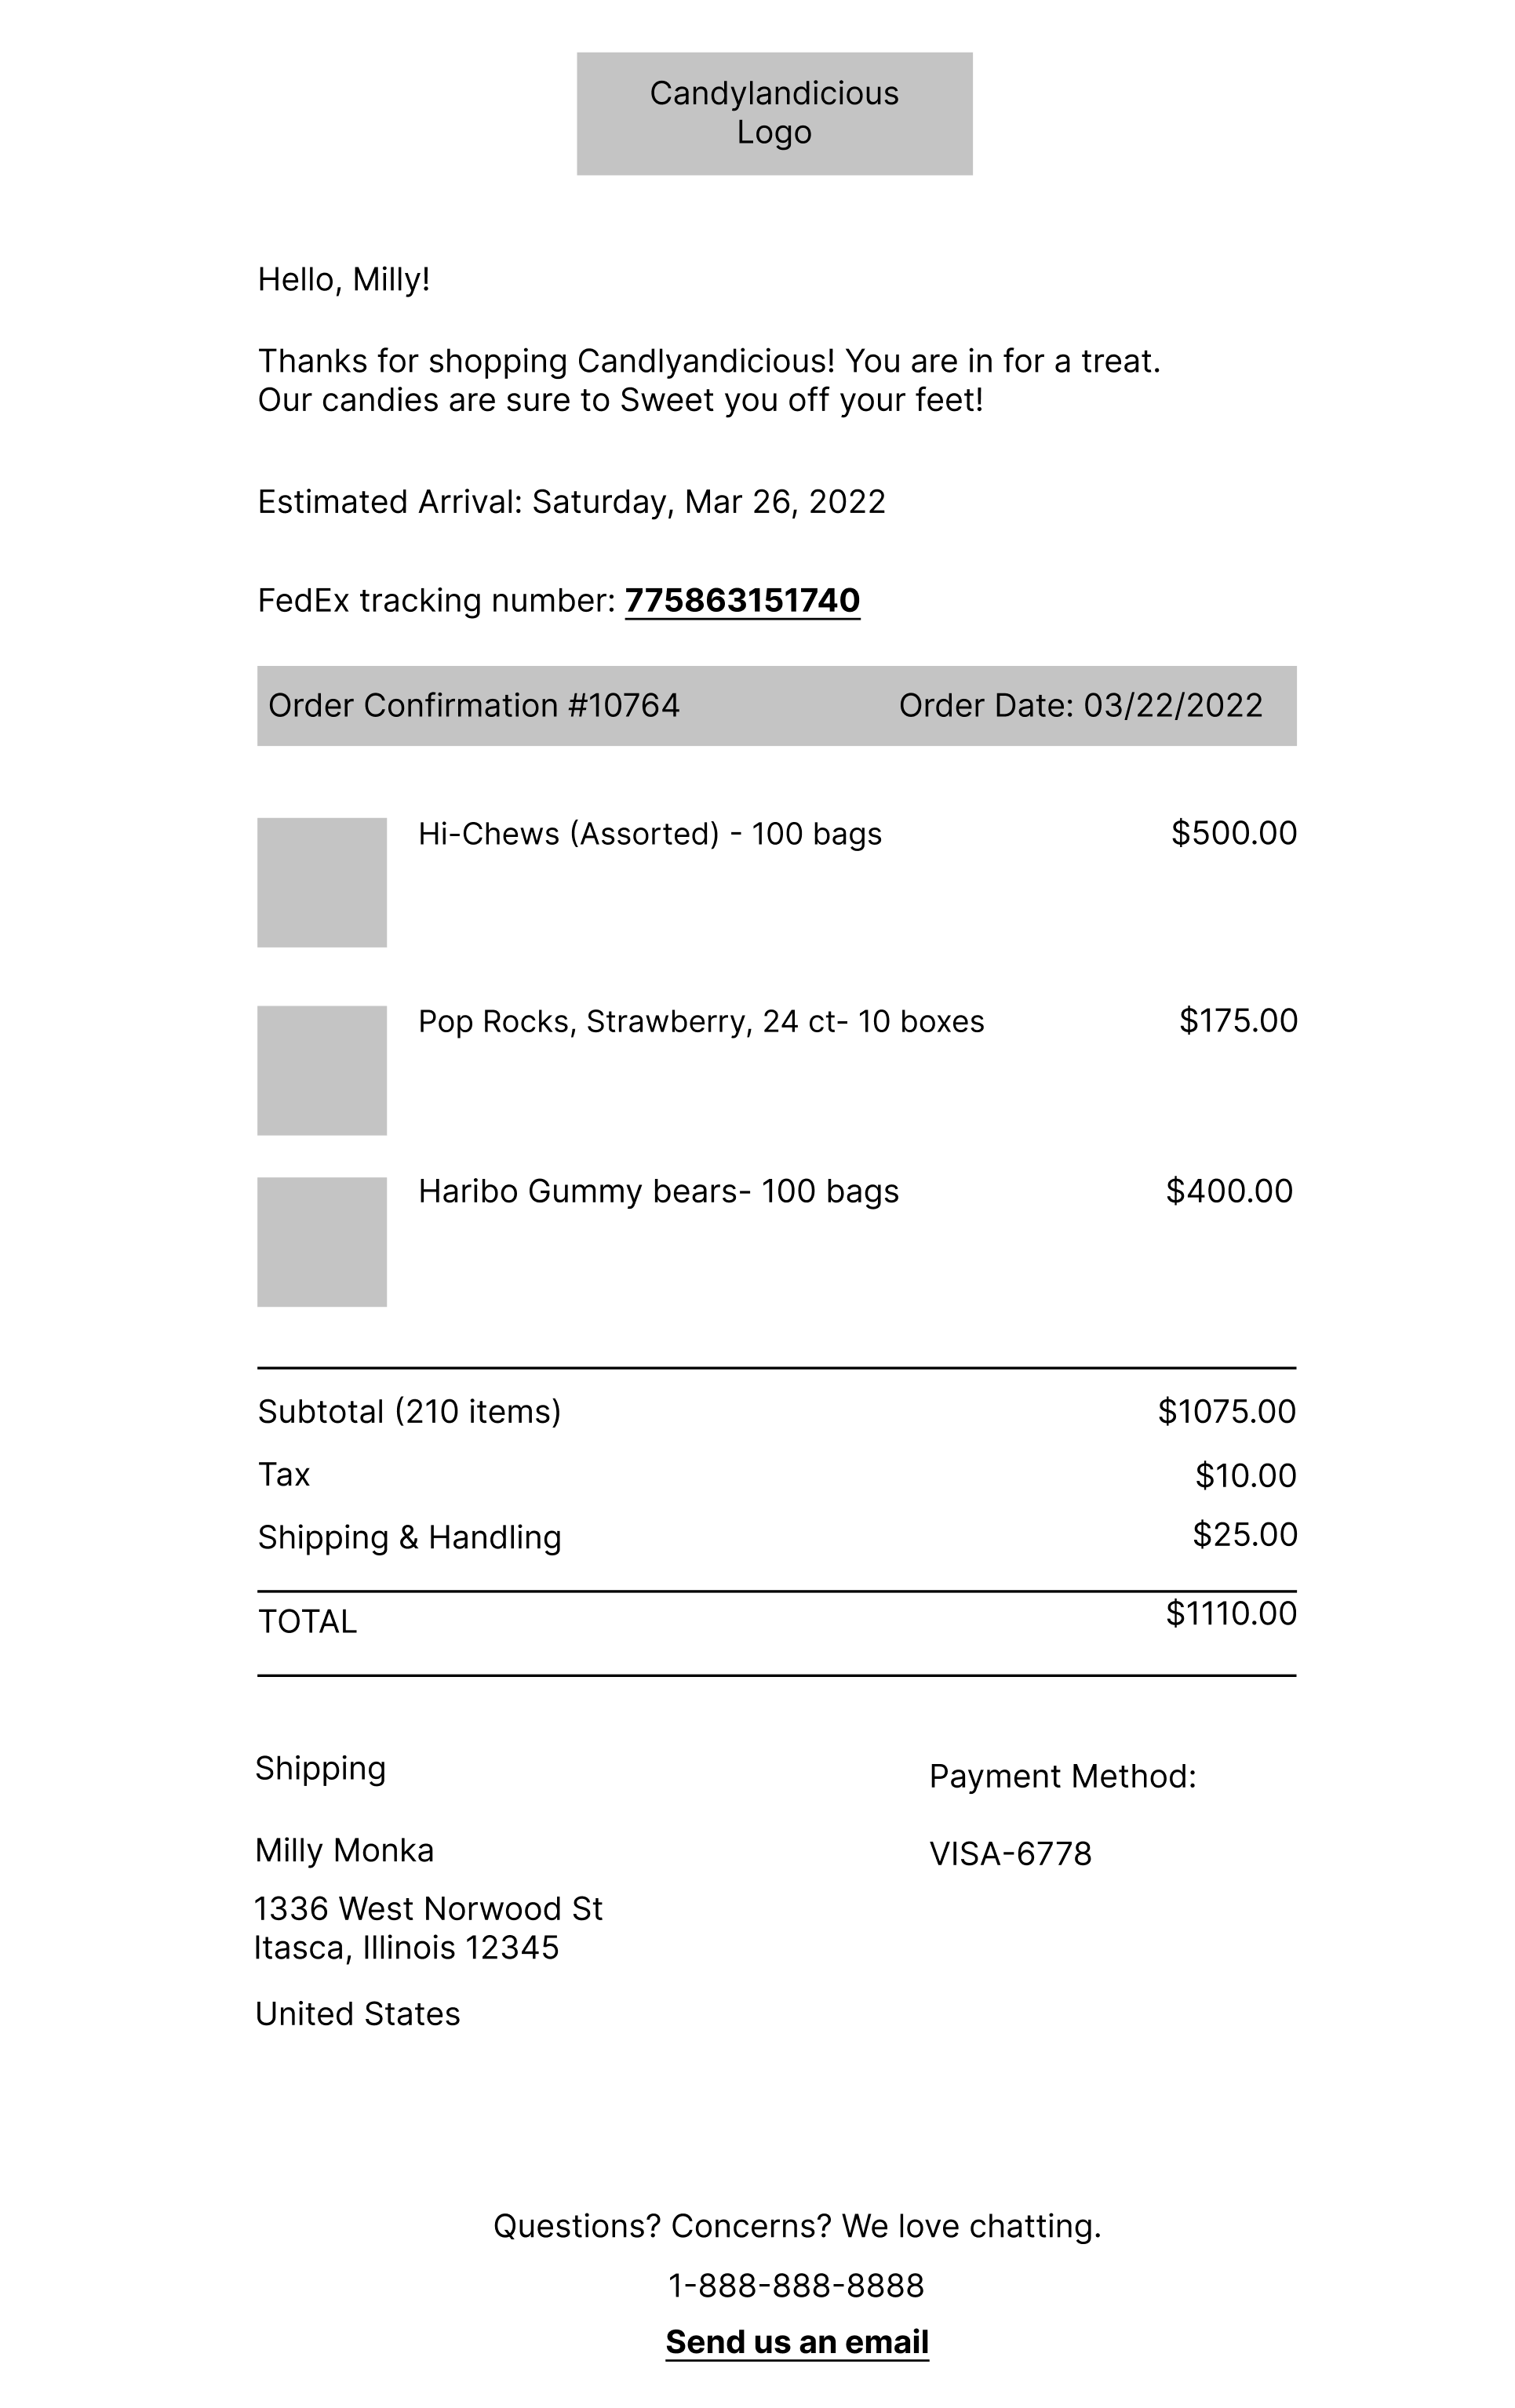 Candylandicious
Logo
Hello, Milly!
Thanks for shopping Candlyandicious! You are in for a treat.
Our candies are sure to Sweet you off your feet!
Estimated Arrival: Saturday, Mar 26, 2022
FedEx tracking number: 775863151740
Order Confirmation #10764 Order Date: 03/22/2022
Hi-Chews (Assorted) - 100 bags $500.00
Pop Rocks, Strawberry, 24 ct- 10 boxes $175.00
Haribo Gummy bears- 100 bags $400.00
Subtotal (210 items) $1075.00
Tax $10.00
Shipping & Handling $25.00
TOTAL $1110.00
Shipping
Payment Method:
Milly Monka
VISA-6778
1336 West Norwood St
Itasca, Illinois 12345
United States
Questions? Concerns? We love chatting.
1-888-888-8888
Send us an email